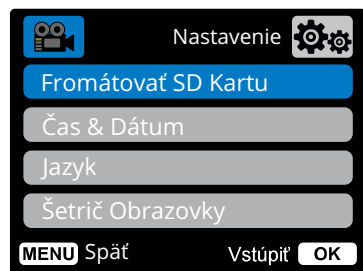 Nastavenie
Fromátovať SD Kartu
Čas & Dátum
Jazyk
Šetrič Obrazovky
MENU Späť Vstúpiť OK